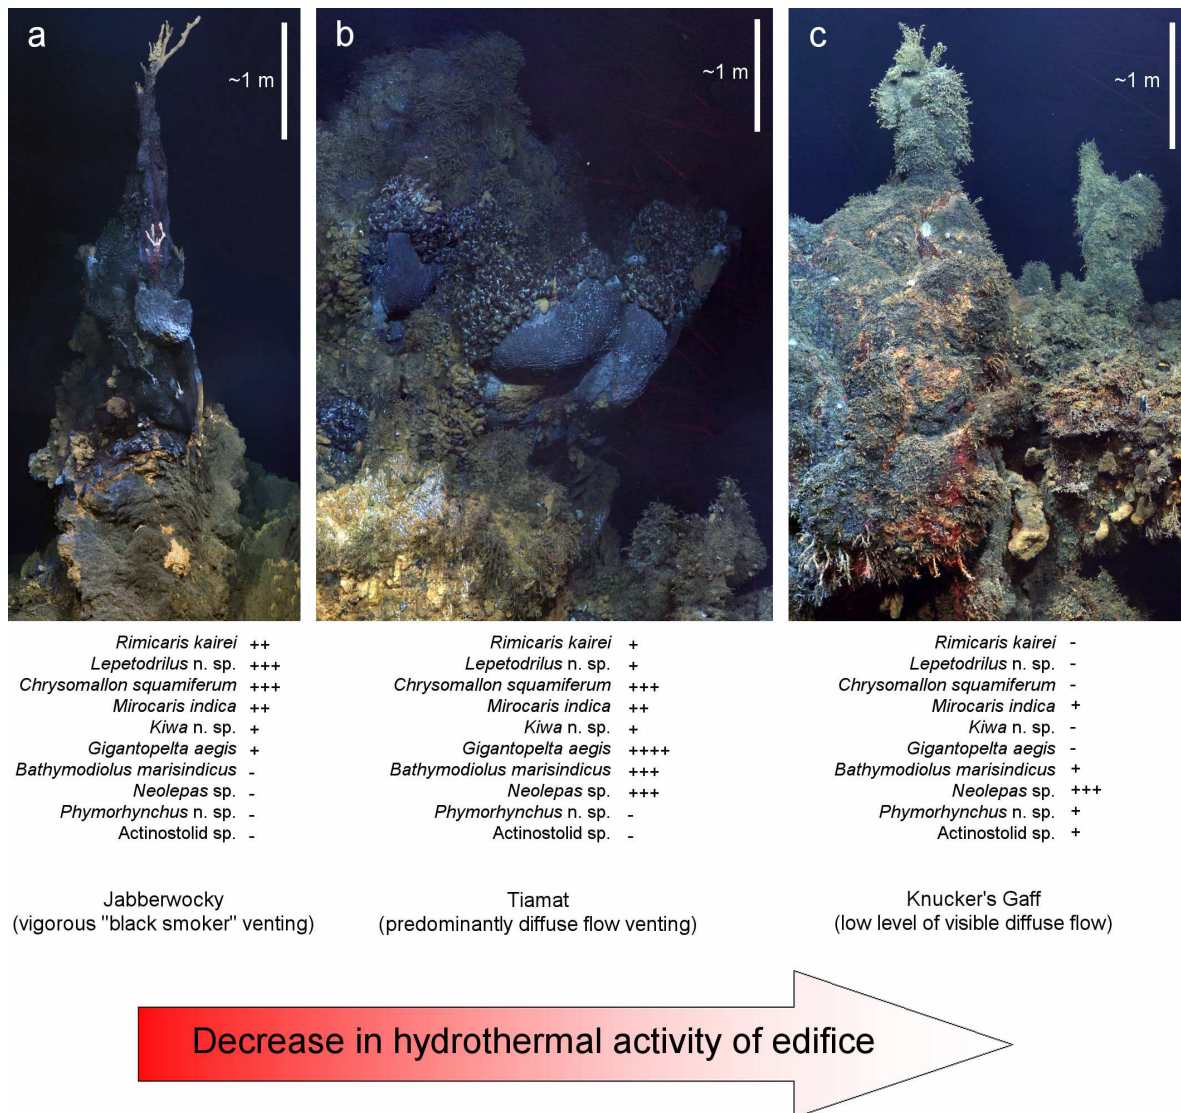 a
~1 m
b
~1 m
c
~1 m
Rimicaris kairei ++
Lepetodrilus n. sp. +++
Chrysomallon squamiferum +++
Mirocaris indica ++
Kiwa n. sp. +
Gigantopelta aegis +
Bathymodiolus marisindicus -
Neolepas sp. -
Phymorhynchus n. sp. -
Actinostolid sp. -
Jabberwocky
(vigorous "black smoker" venting)
Rimicaris kairei +
Lepetodrilus n. sp. +
Chrysomallon squamiferum +++
Mirocaris indica ++
Kiwa n. sp. +
Gigantopelta aegis ++++
Bathymodiolus marisindicus +++
Neolepas sp. +++
Phymorhynchus n. sp. -
Actinostolid sp. -
Tiamat
(predominantly diffuse flow venting)
Rimicaris kairei -
Lepetodrilus n. sp. -
Chrysomallon squamiferum -
Mirocaris indica +
Kiwa n. sp. -
Gigantopelta aegis -
Bathymodiolus marisindicus +
Neolepas sp. +++
Phymorhynchus n. sp. +
Actinostolid sp. +
Knucker's Gaff
(low level of visible diffuse flow)
Decrease in hydrothermal activity of edifice